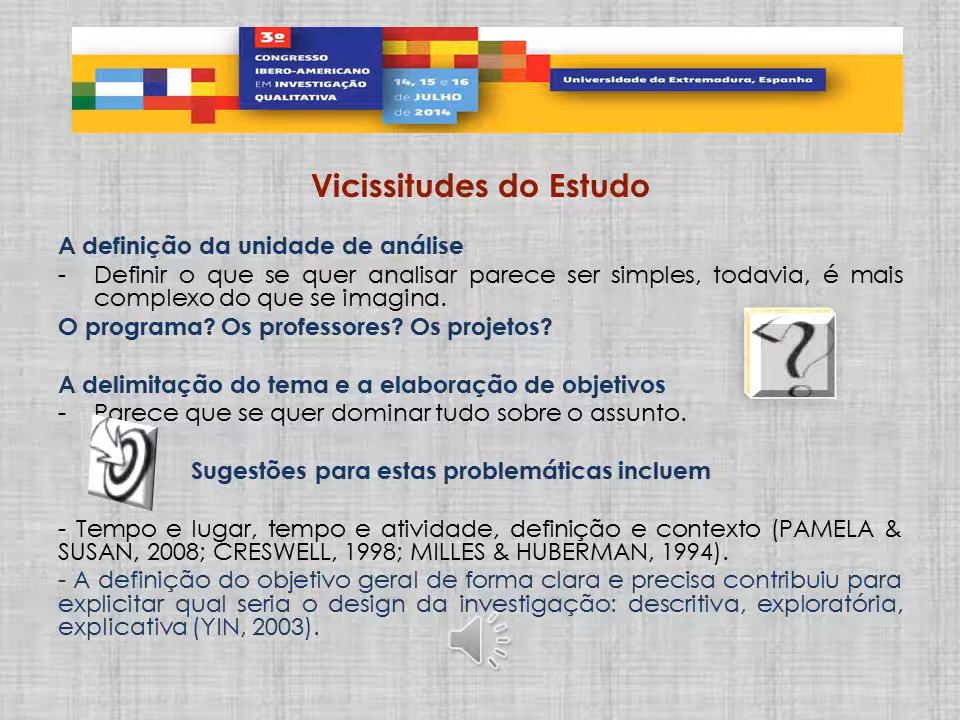 3º
CONGRESSO
IBERO-AMERICANO
EM INVESTIGAÇÃO
QUALITATIVA
14, 15 e 16
de JULHO
de 2014
Universidade da Extremadura, Espanha
Vicissitudes do Estudo
A definição da unidade de análise
- Definir o que se quer analisar parece ser simples, todavia, é mais
complexo do que se imagina.
O programa? Os professores? Os projetos?
A delimitação do tema e a elaboração de objetivos
- Parece que se quer dominar tudo sobre o assunto.
Sugestões para estas problemáticas incluem
- Tempo e lugar, tempo e atividade, definição e contexto (PAMELA &
SUSAN, 2008; CRESWELL, 1998; MILLES & HUBERMAN, 1994).
- A definição do objetivo geral de forma clara e precisa contribuiu para
explicitar qual seria o design da investigação: descritiva, exploratória,
explicativa (YIN, 2003).